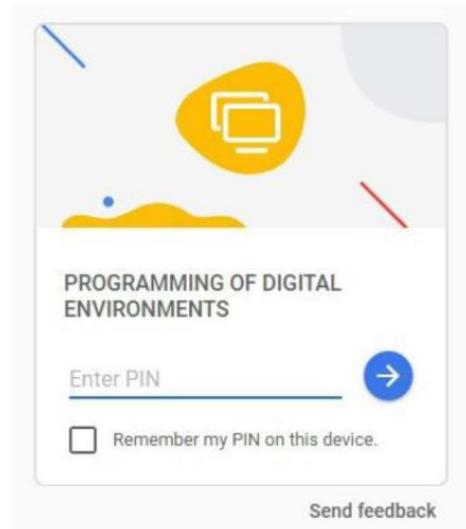 PROGRAMMING OF DIGITAL
ENVIRONMENTS
Enter PIN
Remember my PIN on this device.
Send feedback